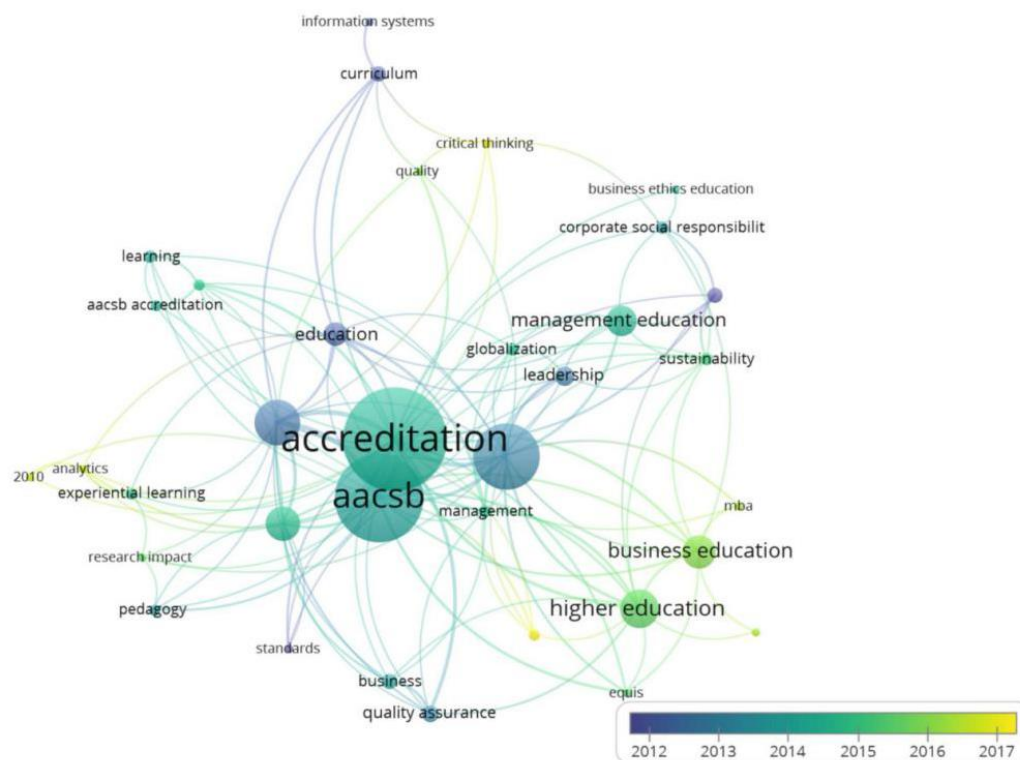 information systems
curriculum
critical thinking
quality
business ethics education
corporate social responsibilit
learning
aacsb accreditation
management education
education
globalization
sustainability
leadership
accreditation
aacsb
analytics
2010
experiential learning
mba
management
business education
research impact
higher education
pedagogy
standards
business
equis
quality assurance
2012 2013 2014 2015 2016 2017